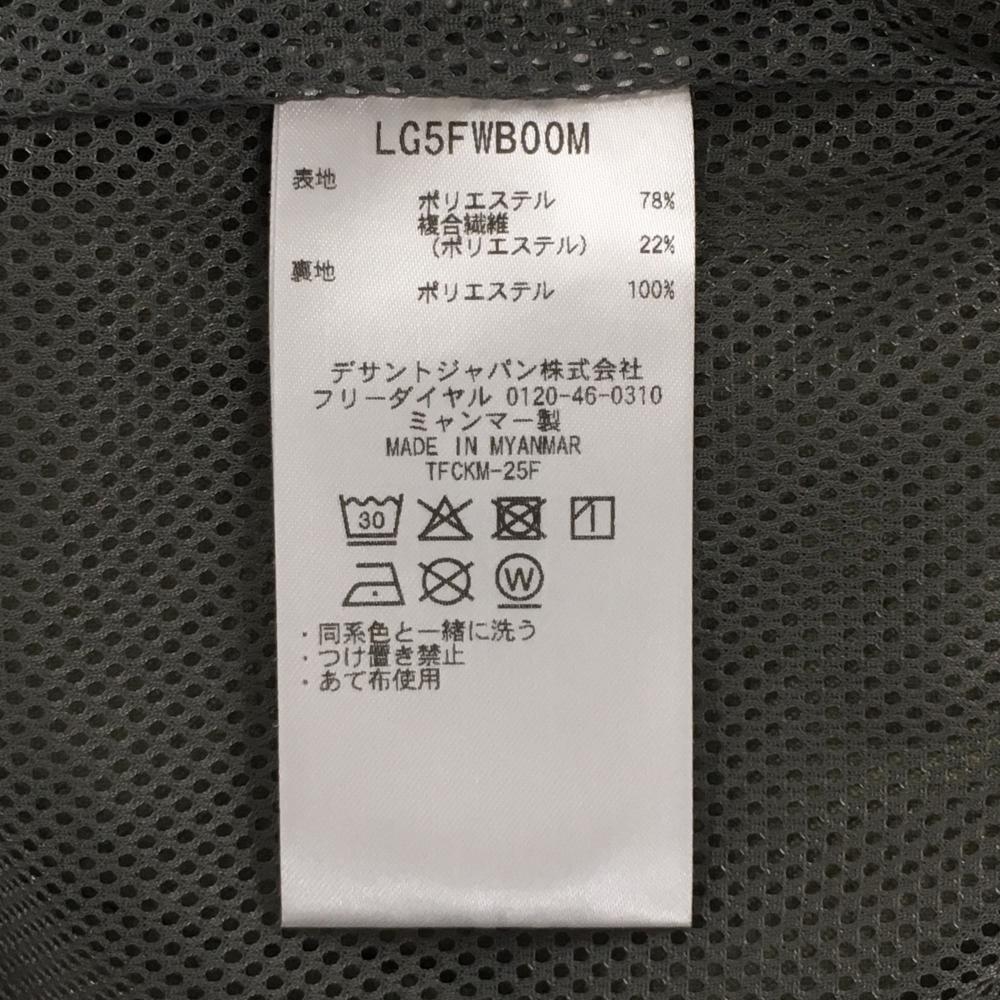 LG5FWB00M
表地
ポリエステル 78%
複合繊維
(ポリエステル) 22%
裏地
ポリエステル 100%
デサントジャパン株式会社
フリーダイヤル 0120-46-0310
ミャンマー製
MADE IN MYANMAR
TFCKM-25F
30
W
・同系色と一緒に洗う
・つけ置き禁止
・あて布使用